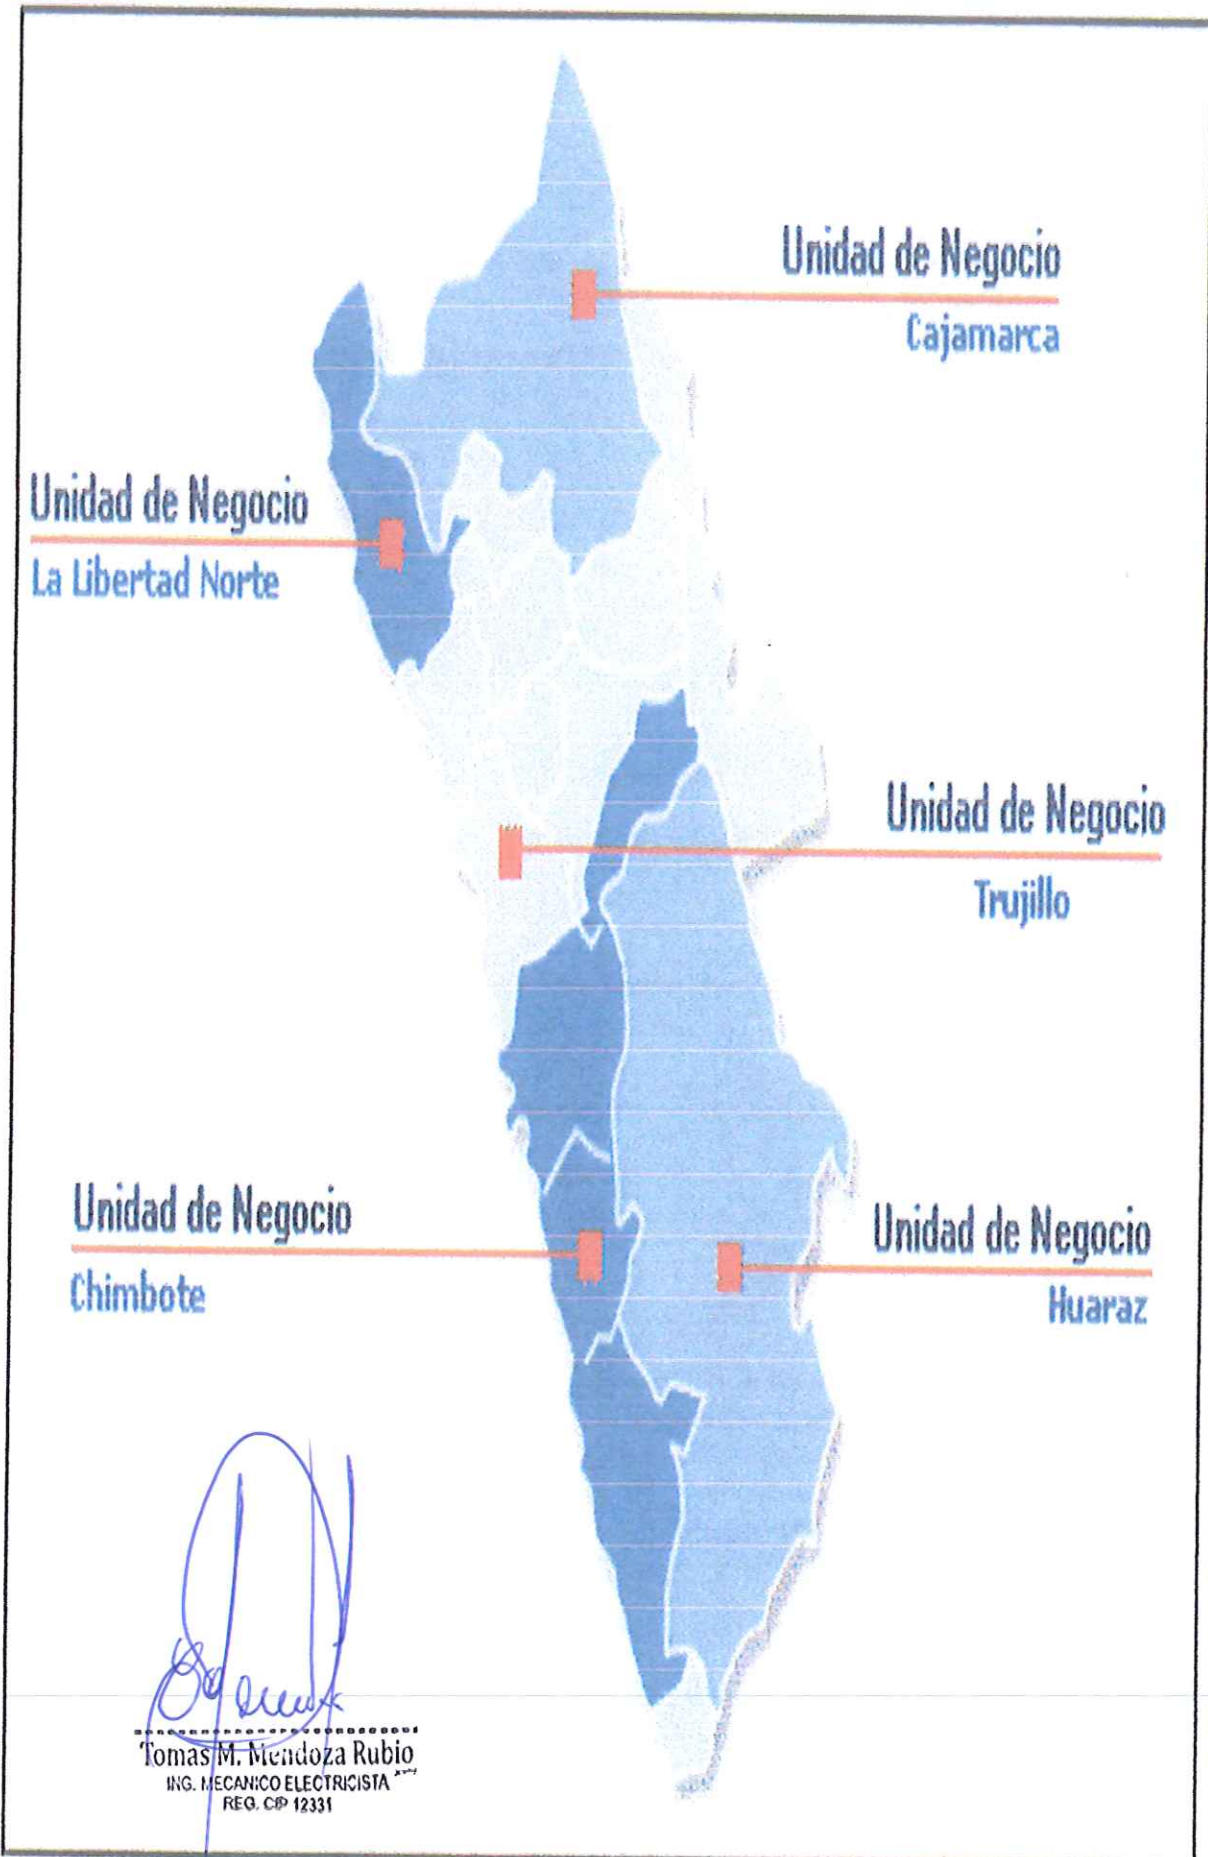 Unidad de Negocio
Cajamarca
Unidad de Negocio
La Libertad Norte
Unidad de Negocio
Trujillo
Unidad de Negocio
Chimbote
Unidad de Negocio
Huaraz
Tomas M. Mendoza Rubio
ING. MECANICO ELECTRICISTA
REG. CIP 12331